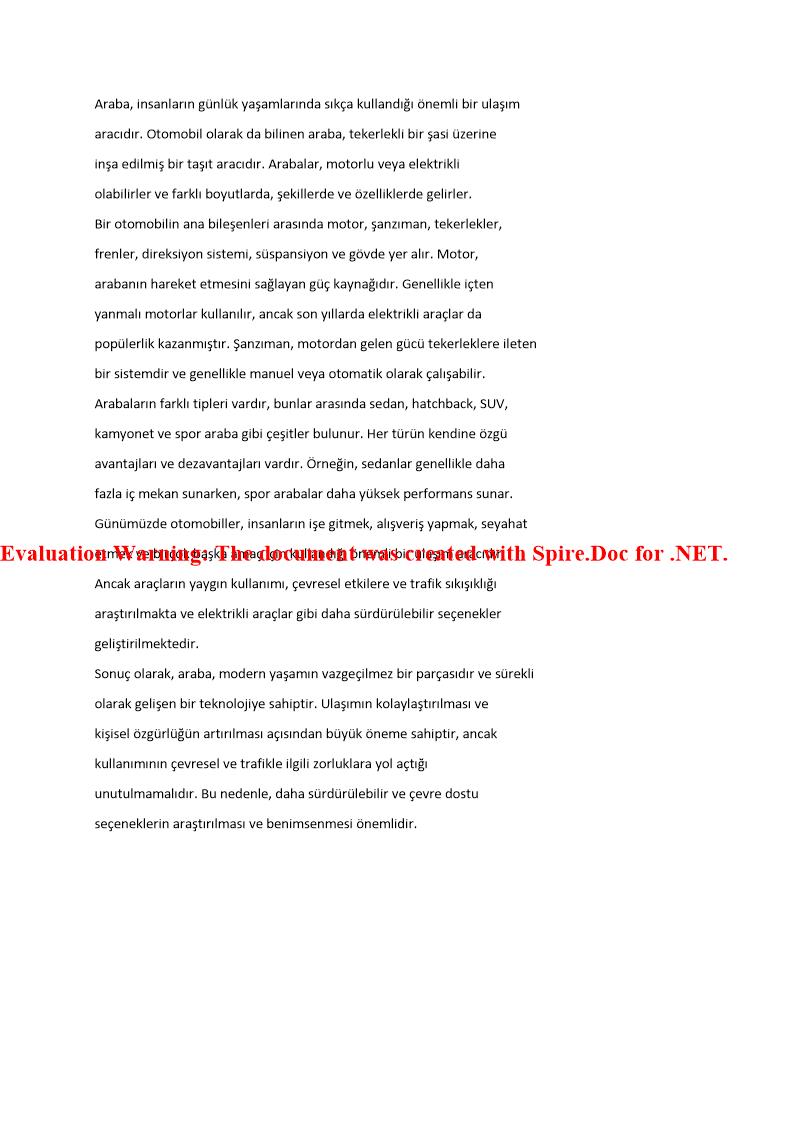 Araba, insanların günlük yaşamlarında sıkça kullandığı önemli bir ulaşım
aracıdır. Otomobil olarak da bilinen araba, tekerlekli bir şasi üzerine
inşa edilmiş bir taşıt aracıdır. Arabalar, motorlu veya elektrikli
olabilirler ve farklı boyutlarda, şekillerde ve özelliklerde gelirler.
Bir otomobilin ana bileşenleri arasında motor, şanzıman, tekerlekler,
frenler, direksiyon sistemi, süspansiyon ve gövde yer alır. Motor,
arabanın hareket etmesini sağlayan güç kaynağıdır. Genellikle içten
yanmalı motorlar kullanılır, ancak son yıllarda elektrikli araçlar da
popülerlik kazanmıştır. Şanzıman, motordan gelen gücü tekerleklere ileten
bir sistemdir ve genellikle manuel veya otomatik olarak çalışabilir.
Arabaların farklı tipleri vardır, bunlar arasında sedan, hatchback, SUV,
kamyonet ve spor araba gibi çeşitler bulunur. Her türün kendine özgü
avantajları ve dezavantajları vardır. Örneğin, sedanlar genellikle daha
fazla iç mekan sunarken, spor arabalar daha yüksek performans sunar.
Günümüzde otomobiller, insanların işe gitmek, alışveriş yapmak, seyahat
etmek ve birçok başka amaç için kullandığı önemli bir ulaşım aracıdır.
Evaluation Warning: The document was created with Spire.Doc for .NET.
Ancak araçların yaygın kullanımı, çevresel etkilere ve trafik sıkışıklığı
araştırılmakta ve elektrikli araçlar gibi daha sürdürülebilir seçenekler
geliştirilmektedir.
Sonuç olarak, araba, modern yaşamın vazgeçilmez bir parçasıdır ve sürekli
olarak gelişen bir teknolojiye sahiptir. Ulaşımın kolaylaştırılması ve
kişisel özgürlüğün artırılması açısından büyük öneme sahiptir, ancak
kullanımının çevresel ve trafikle ilgili zorluklara yol açtığı
unutulmamalıdır. Bu nedenle, daha sürdürülebilir ve çevre dostu
seçeneklerin araştırılması ve benimsenmesi önemlidir.